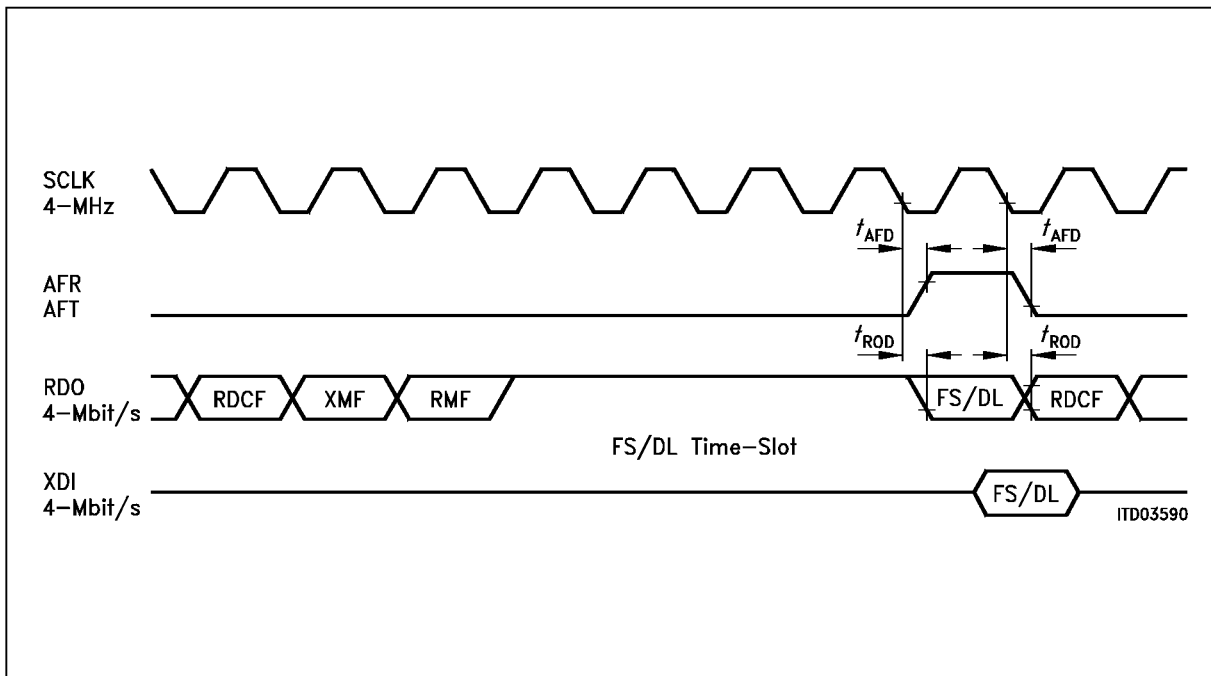 SCLK
4-MHz
tAFD
tAFD
AFR
AFT
tROD
tROD
RDO
4-Mbit/s
RDCF
XMF
RMF
FS/DL
RDCF
FS/DL Time-Slot
XDI
4-Mbit/s
FS/DL
ITD03590